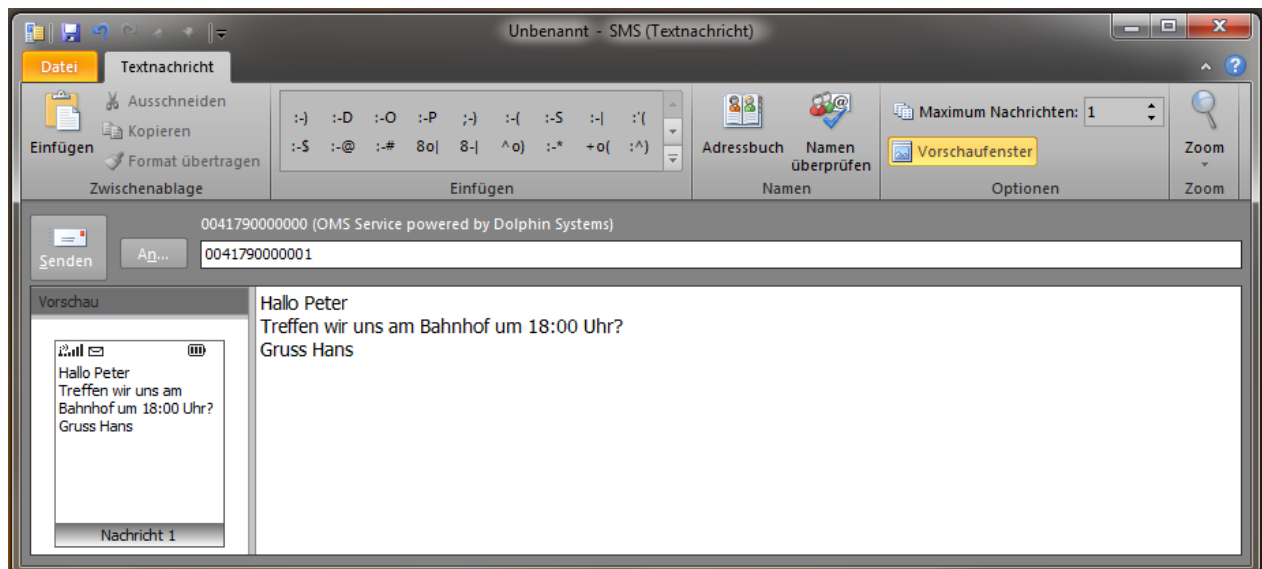 Unbenannt - SMS (Textnachricht)
Datei Textnachricht
Einfügen
Ausschneiden
Kopieren
Format übertragen
Zwischenablage
:-) :-D :-O :-P ;-) :-( :-S :-| :'(
:-$ :-@ :-# 8o| 8-| ^o) :-* +o( :^)
Einfügen
Adressbuch
Namen
überprüfen
Namen
Maximum Nachrichten: 1
Vorschaufenster
Optionen
Zoom
Zoom
Senden
An...
0041790000000 (OMS Service powered by Dolphin Systems)
0041790000001
Vorschau
Hallo Peter
Treffen wir uns am
Bahnhof um 18:00 Uhr?
Gruss Hans
Nachricht 1
Hallo Peter
Treffen wir uns am Bahnhof um 18:00 Uhr?
Gruss Hans